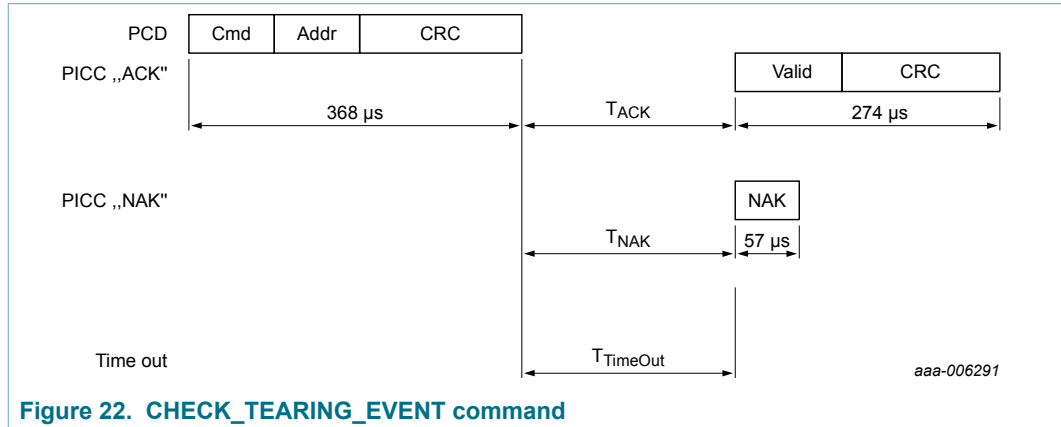 PCD Cmd Addr CRC
PICC ,,ACK" Valid CRC
368 µs TACK 274 µs
PICC ,,NAK" NAK
TNAK 57 µs
Time out TTimeOut aaa-006291
Figure 22. CHECK_TEARING_EVENT command